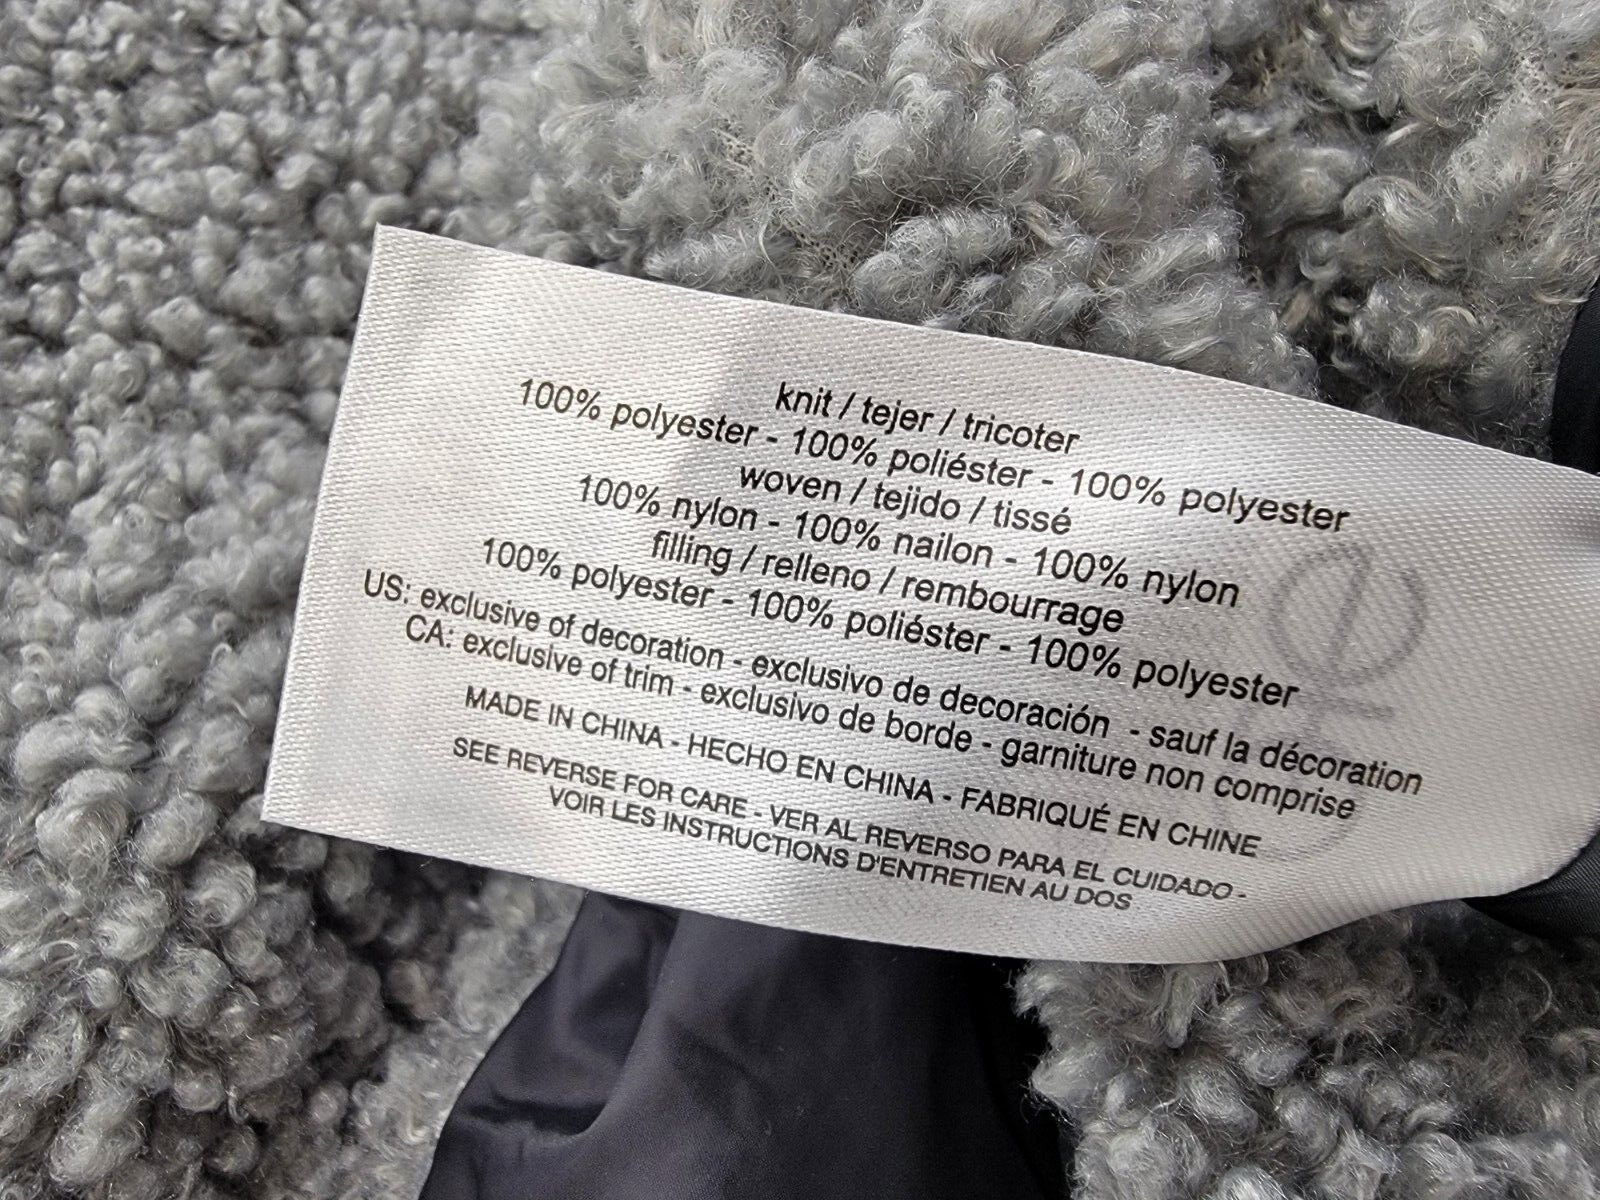 knit / tejer / tricoter
100% polyester - 100% poliéster - 100% polyester
woven / tejido / tissé
100% nylon - 100% nailon - 100% nylon
filling / relleno / rembourrage
100% polyester - 100% poliéster - 100% polyester
US: exclusive of decoration - exclusivo de decoración - sauf la décoration
CA: exclusive of trim - exclusivo de borde - garniture non comprise
MADE IN CHINA - HECHO EN CHINA - FABRIQUÉ EN CHINE
SEE REVERSE FOR CARE - VER AL REVERSO PARA EL CUIDADO -
VOIR LES INSTRUCTIONS D'ENTRETIEN AU DOS